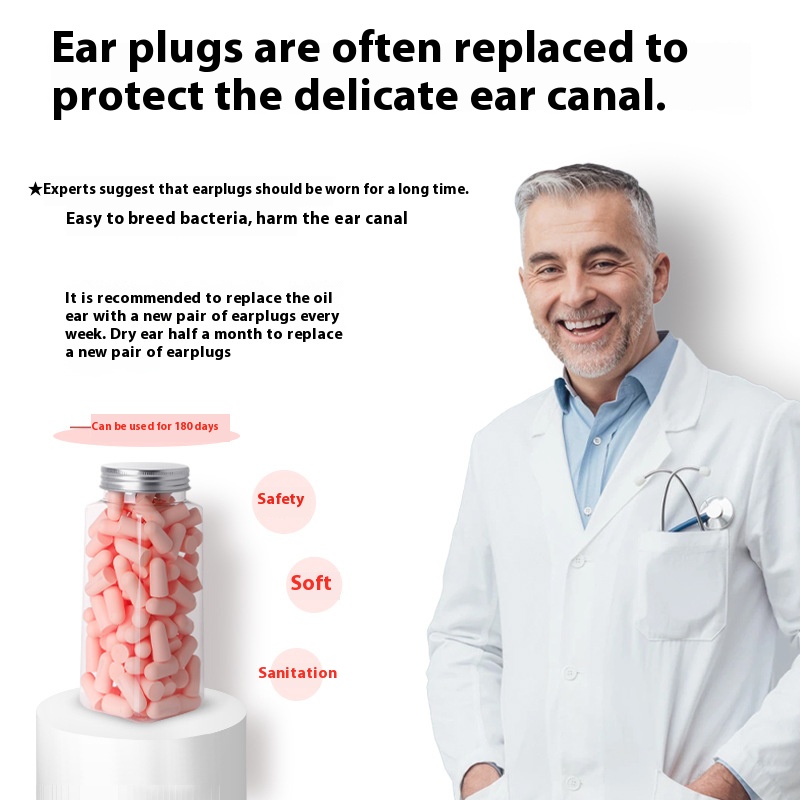 Ear plugs are often replaced to
protect the delicate ear canal.
★Experts suggest that earplugs should be worn for a long time.
Easy to breed bacteria, harm the ear canal
It is recommended to replace the oil
ear with a new pair of earplugs every
week. Dry ear half a month to replace
a new pair of earplugs
——Can be used for 180 days
Safety
Soft
Sanitation